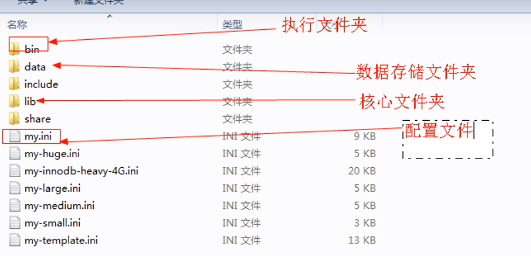 共享 新建文件夹
名称 类型 大小
执行文件夹
bin 文件夹
data 文件夹
数据存储文件夹
include 文件夹
lib 文件夹
核心文件夹
share 文件夹
my.ini INI 文件 9 KB
配置文件
my-huge.ini INI 文件 5 KB
my-innodb-heavy-4G.ini INI 文件 20 KB
my-large.ini INI 文件 5 KB
my-medium.ini INI 文件 5 KB
my-small.ini INI 文件 3 KB
my-template.ini INI 文件 13 KB